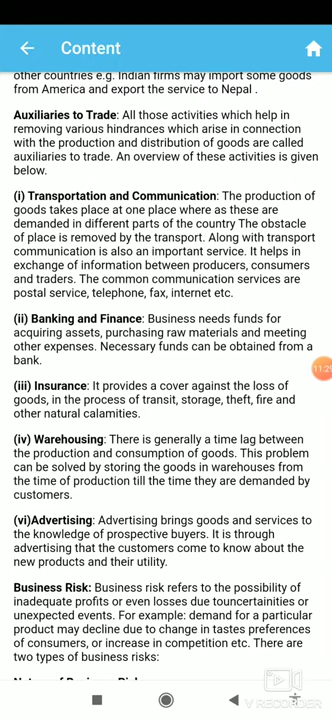 Content
other countries e.g. Indian firms may import some goods
from America and export the service to Nepal .
Auxiliaries to Trade: All those activities which help in
removing various hindrances which arise in connection
with the production and distribution of goods are called
auxiliaries to trade. An overview of these activities is given
below.
(i) Transportation and Communication: The production of
goods takes place at one place where as these are
demanded in different parts of the country The obstacle
of place is removed by the transport. Along with transport
communication is also an important service. It helps in
exchange of information between producers, consumers
and traders. The common communication services are
postal service, telephone, fax, internet etc.
(ii) Banking and Finance: Business needs funds for
acquiring assets, purchasing raw materials and meeting
other expenses. Necessary funds can be obtained from a
bank.
11:29
(iii) Insurance: It provides a cover against the loss of
goods, in the process of transit, storage, theft, fire and
other natural calamities.
(iv) Warehousing: There is generally a time lag between
the production and consumption of goods. This problem
can be solved by storing the goods in warehouses from
the time of production till the time they are demanded by
customers.
(vi)Advertising: Advertising brings goods and services to
the knowledge of prospective buyers. It is through
advertising that the customers come to know about the
new products and their utility.
Business Risk: Business risk refers to the possibility of
inadequate profits or even losses due touncertainities or
unexpected events. For example: demand for a particular
product may decline due to change in tastes preferences
of consumers, or increase in competition etc. There are
two types of business risks:
V RECORDER